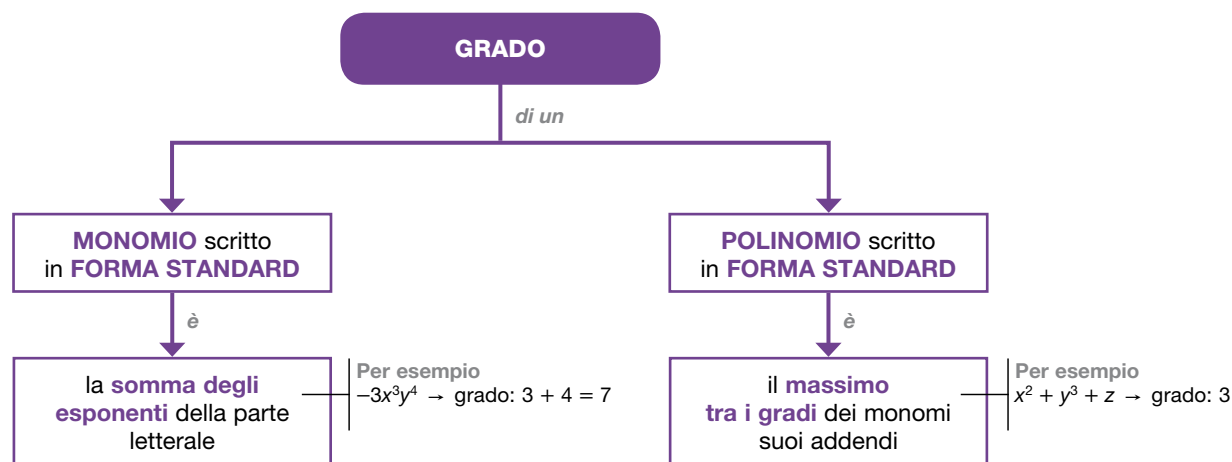 GRADO
di un
MONOMIO scritto
in FORMA STANDARD
è
la somma degli
esponenti della parte
letterale
Per esempio
−3x³y⁴ → grado: 3 + 4 = 7
POLINOMIO scritto
in FORMA STANDARD
è
il massimo
tra i gradi dei monomi
suoi addendi
Per esempio
x² + y³ + z → grado: 3